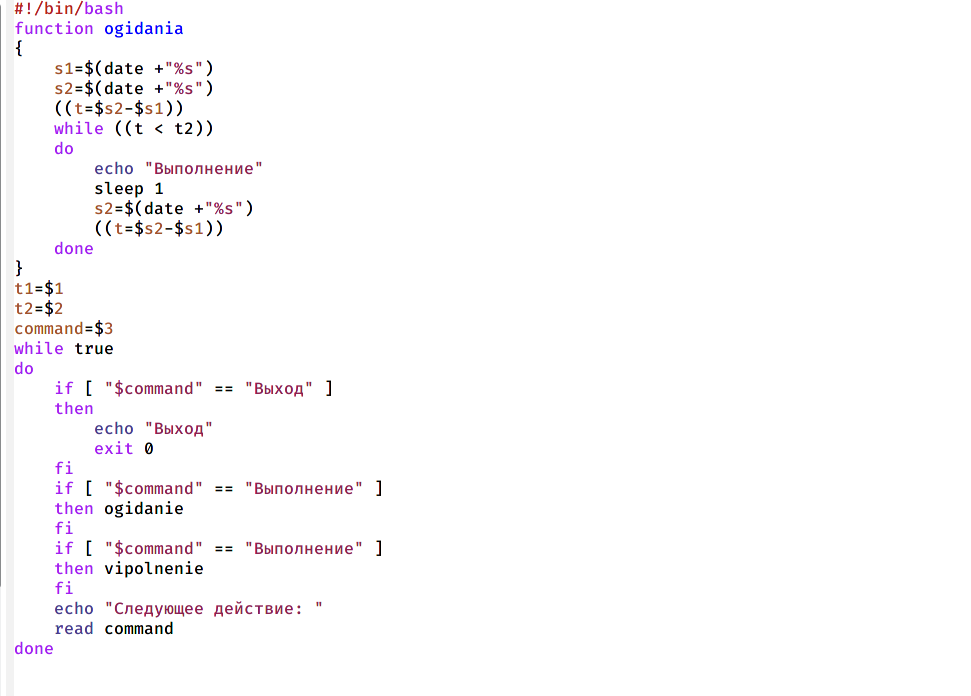 #!/bin/bash
function ogidania
{
    s1=$(date +"%s")
    s2=$(date +"%s")
    ((t=$s2-$s1))
    while ((t < t2))
    do
        echo "Выполнение"
        sleep 1
        s2=$(date +"%s")
        ((t=$s2-$s1))
    done
}
t1=$1
t2=$2
command=$3
while true
do
    if [ "$command" == "Выход" ]
    then
        echo "Выход"
        exit 0
    fi
    if [ "$command" == "Выполнение" ]
    then ogidanie
    fi
    if [ "$command" == "Выполнение" ]
    then vipolnenie
    fi
    echo "Следующее действие: "
    read command
done